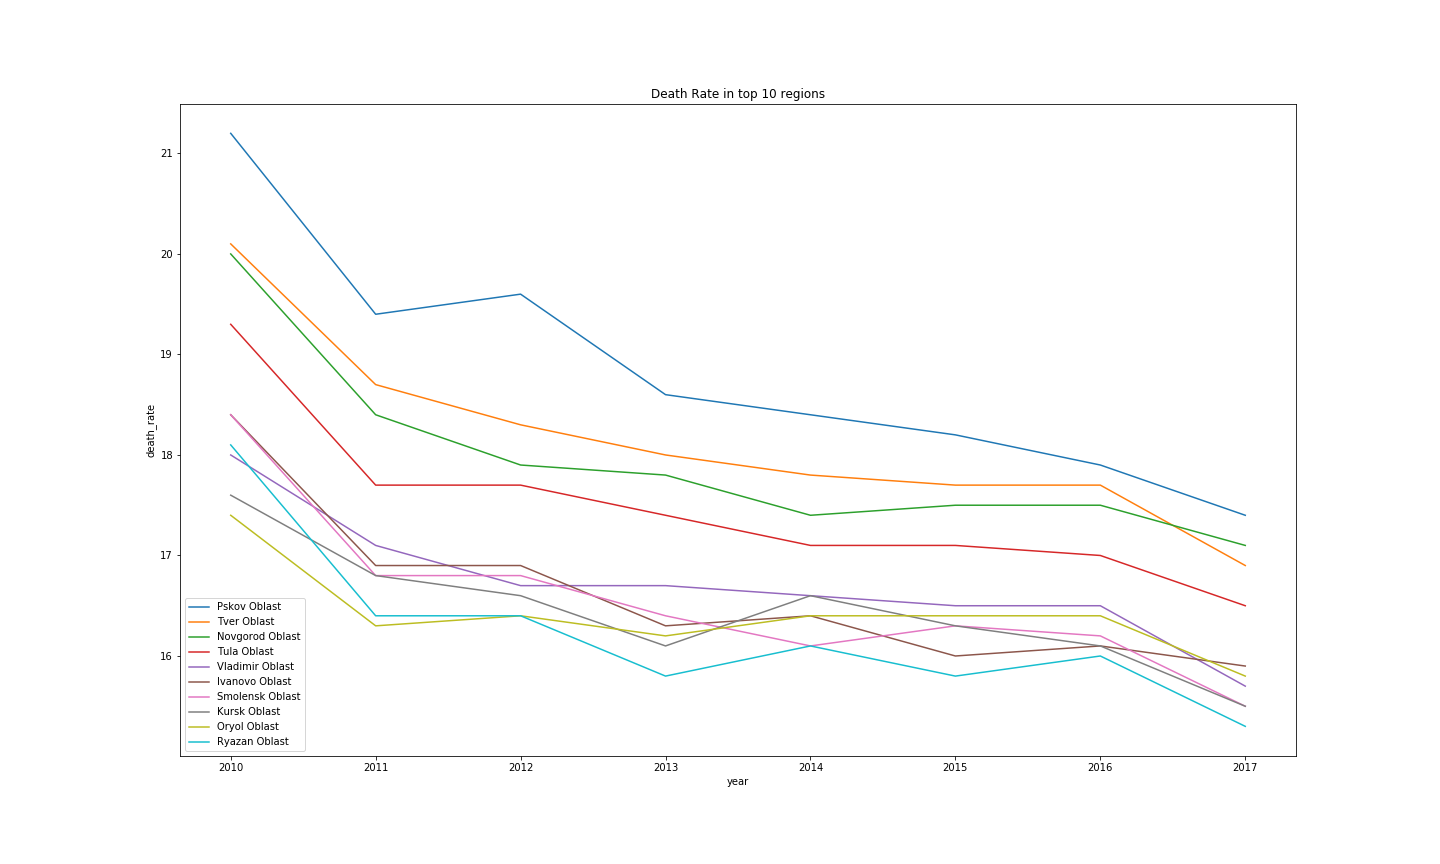 Death Rate in top 10 regions
21
20
19
18
17
16
death_rate
Pskov Oblast
Tver Oblast
Novgorod Oblast
Tula Oblast
Vladimir Oblast
Ivanovo Oblast
Smolensk Oblast
Kursk Oblast
Oryol Oblast
Ryazan Oblast
2010 2011 2012 2013 2014 2015 2016 2017
year